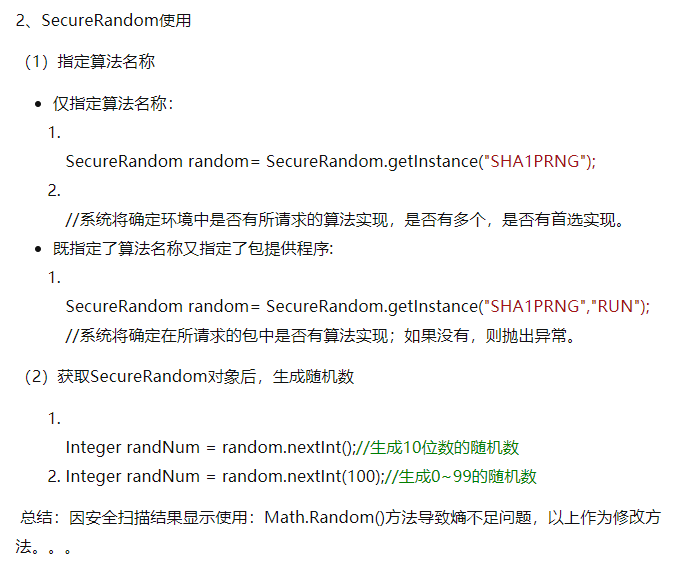 2、SecureRandom使用
（1）指定算法名称
• 仅指定算法名称：
1.
SecureRandom random= SecureRandom.getInstance("SHA1PRNG");
2.
//系统将确定环境中是否有所请求的算法实现，是否有多个，是否有首选实现。
• 既指定了算法名称又指定了包提供程序:
1.
SecureRandom random= SecureRandom.getInstance("SHA1PRNG","RUN");
//系统将确定在所请求的包中是否有算法实现；如果没有，则抛出异常。
（2）获取SecureRandom对象后，生成随机数
1.
Integer randNum = random.nextInt();//生成10位数的随机数
2. Integer randNum = random.nextInt(100);//生成0~99的随机数
总结：因安全扫描结果显示使用：Math.Random()方法导致熵不足问题，以上作为修改方
法。。。